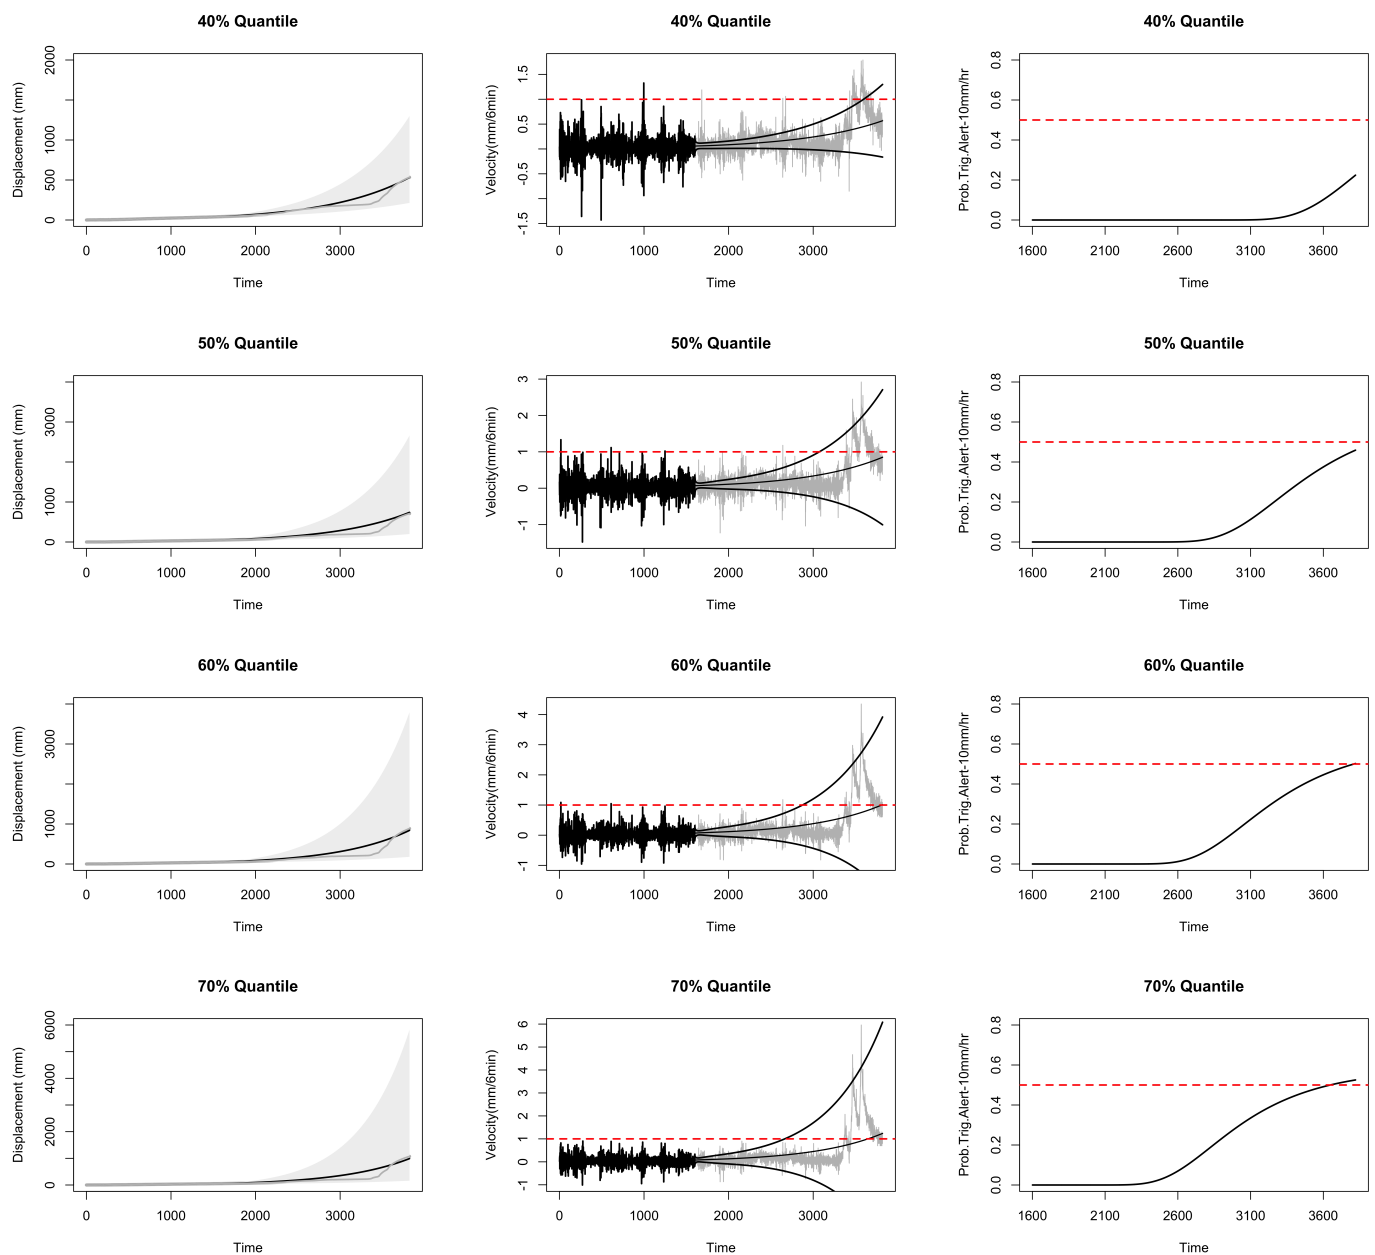 40% Quantile
Displacement (mm)
2000
1000
500
0
0 1000 2000 3000
Time
40% Quantile
Velocity(mm/6min)
1.5
0.5
-0.5
-1.5
0 1000 2000 3000
Time
40% Quantile
Prob.Trig.Alert-10mm/hr
0.8
0.6
0.4
0.2
0.0
1600 2100 2600 3100 3600
Time
50% Quantile
Displacement (mm)
3000
1000
0
0 1000 2000 3000
Time
50% Quantile
Velocity(mm/6min)
3
2
1
0
-1
0 1000 2000 3000
Time
50% Quantile
Prob.Trig.Alert-10mm/hr
0.8
0.6
0.4
0.2
0.0
1600 2100 2600 3100 3600
Time
60% Quantile
Displacement (mm)
3000
1000
0
0 1000 2000 3000
Time
60% Quantile
Velocity(mm/6min)
4
3
2
1
0
-1
0 1000 2000 3000
Time
60% Quantile
Prob.Trig.Alert-10mm/hr
0.8
0.6
0.4
0.2
0.0
1600 2100 2600 3100 3600
Time
70% Quantile
Displacement (mm)
6000
4000
2000
0
0 1000 2000 3000
Time
70% Quantile
Velocity(mm/6min)
6
5
4
3
2
1
0
-1
0 1000 2000 3000
Time
70% Quantile
Prob.Trig.Alert-10mm/hr
0.8
0.6
0.4
0.2
0.0
1600 2100 2600 3100 3600
Time